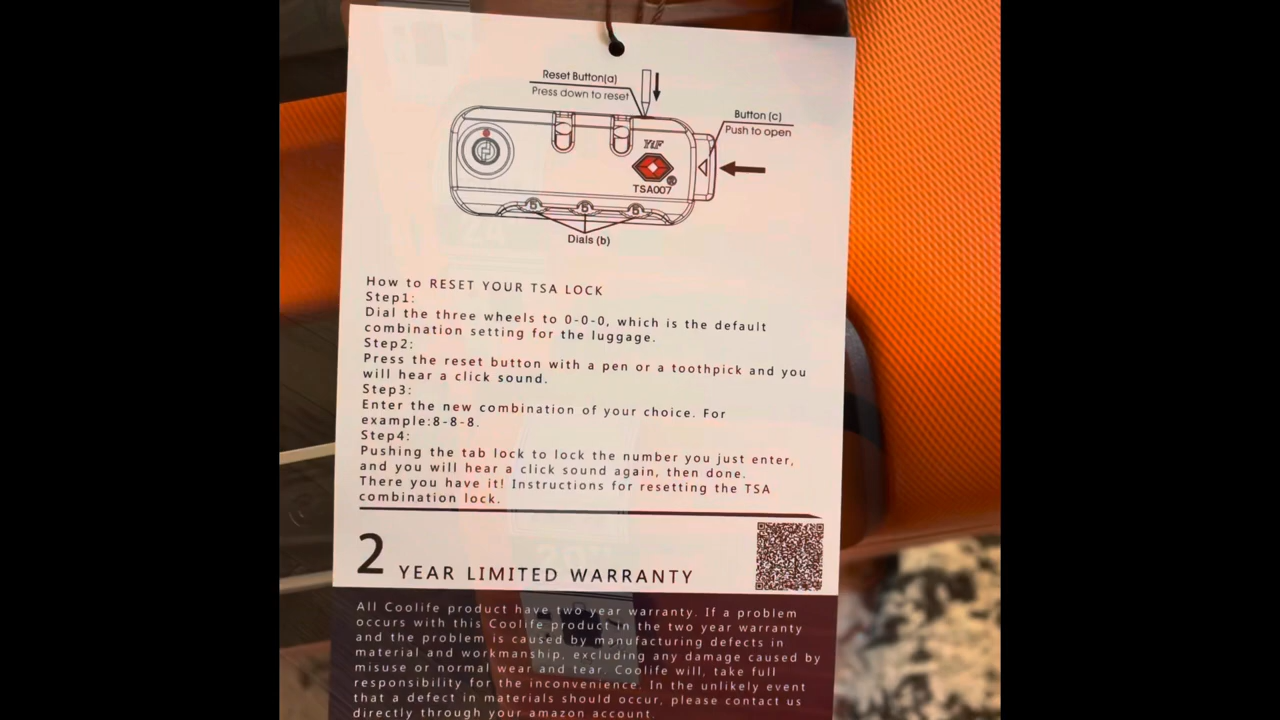 Reset Button(a)
Press down to reset
Button (c)
Push to open
YLF
TSA007
b b b
Dials (b)
How to RESET YOUR TSA LOCK
Step1:
Dial the three wheels to 0-0-0, which is the default
combination setting for the luggage.
Step2:
Press the reset button with a pen or a toothpick and you
will hear a click sound.
Step3:
Enter the new combination of your choice. For
example:8-8-8.
Step4:
Pushing the tab lock to lock the number you just enter,
and you will hear a click sound again, then done.
There you have it! Instructions for resetting the TSA
combination lock.
2 YEAR LIMITED WARRANTY
All Coolife product have two year warranty. If a problem
occurs with this Coolife product in the two year warranty
and the problem is caused by manufacturing defects in
material and workmanship, excluding any damage caused by
misuse or normal wear and tear. Coolife will, take full
responsibility for the inconvenience. In the unlikely event
that a defect in materials should occur, please contact us
directly through your amazon account.